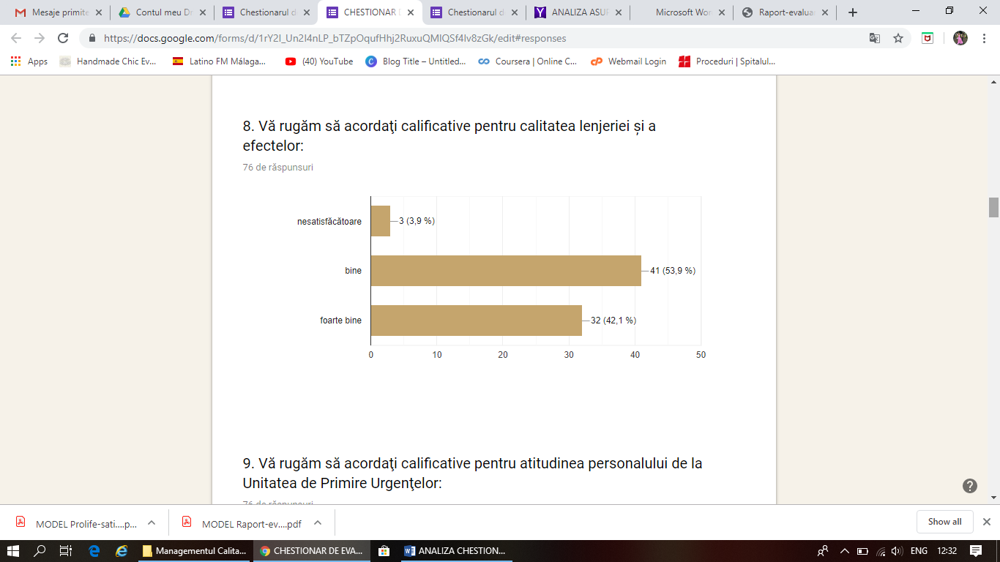 Mesaje primite
Contul meu Dr
Chestionarul d
CHESTIONAR D
Chestionarul d
ANALIZA ASUP
Microsoft Wor
Raport-evaluar
https://docs.google.com/forms/d/1rY2I_Un2I4nLP_bTZpOqufHhj2RuxuQMlQSf4lv8zGk/edit#responses
Apps
Handmade Chic Ev...
Latino FM Málaga...
(40) YouTube
Blog Title – Untitled...
Coursera | Online C...
Webmail Login
Proceduri | Spitalul...
8. Vă rugăm să acordaţi calificative pentru calitatea lenjeriei și a
efectelor:
76 de răspunsuri
nesatisfăcătoare
3 (3,9 %)
bine
41 (53,9 %)
foarte bine
32 (42,1 %)
0 10 20 30 40 50
9. Vă rugăm să acordaţi calificative pentru atitudinea personalului de la
Unitatea de Primire Urgenţelor:
76 de răspunsuri
MODEL Prolife-sati....p...
MODEL Raport-ev....pdf
Show all
Managementul Calita...
CHESTIONAR DE EVA...
ANALIZA CHESTION...
ENG
12:32